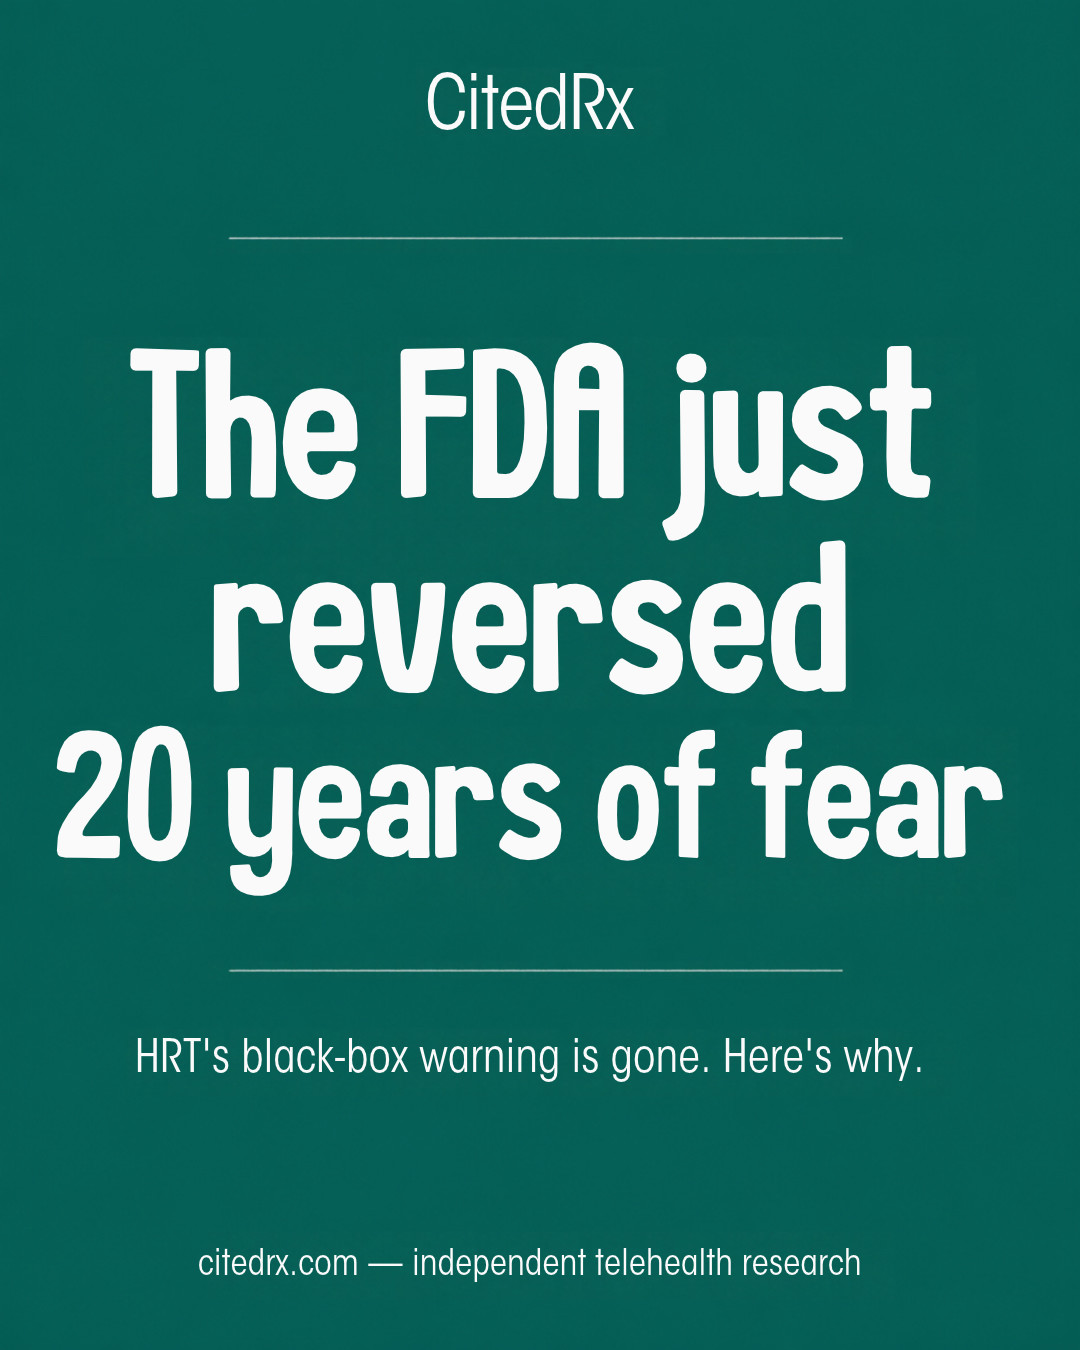 CitedRx
The FDA just
reversed
20 years of fear
HRT's black-box warning is gone. Here's why.
citedrx.com — independent telehealth research